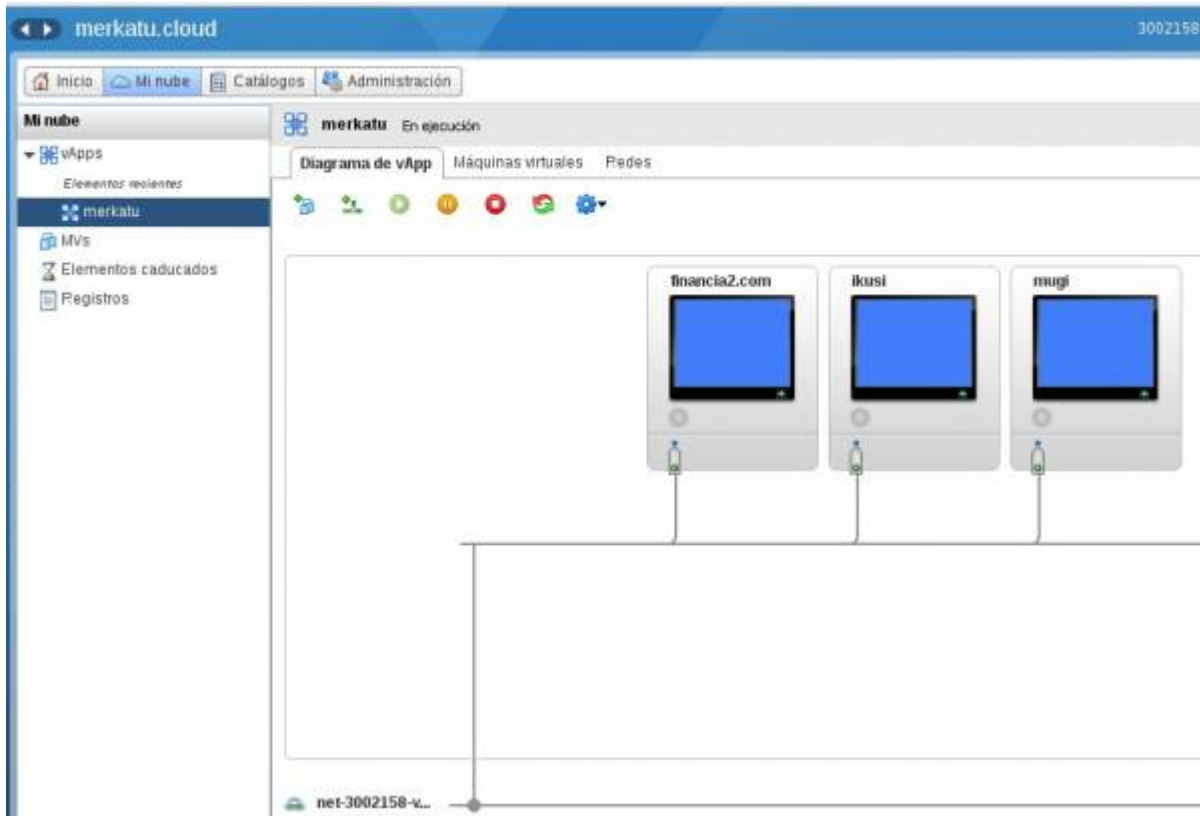 merkatu.cloud
3002158
Inicio Mi nube Catálogos Administración
Mi nube
merkatu En ejecución
vApps
Diagrama de vApp Máquinas virtuales Redes
Elementos recientes
merkatu
MVs
Elementos caducados
Registros
financia2.com ikusi mugi
net-3002158-v...